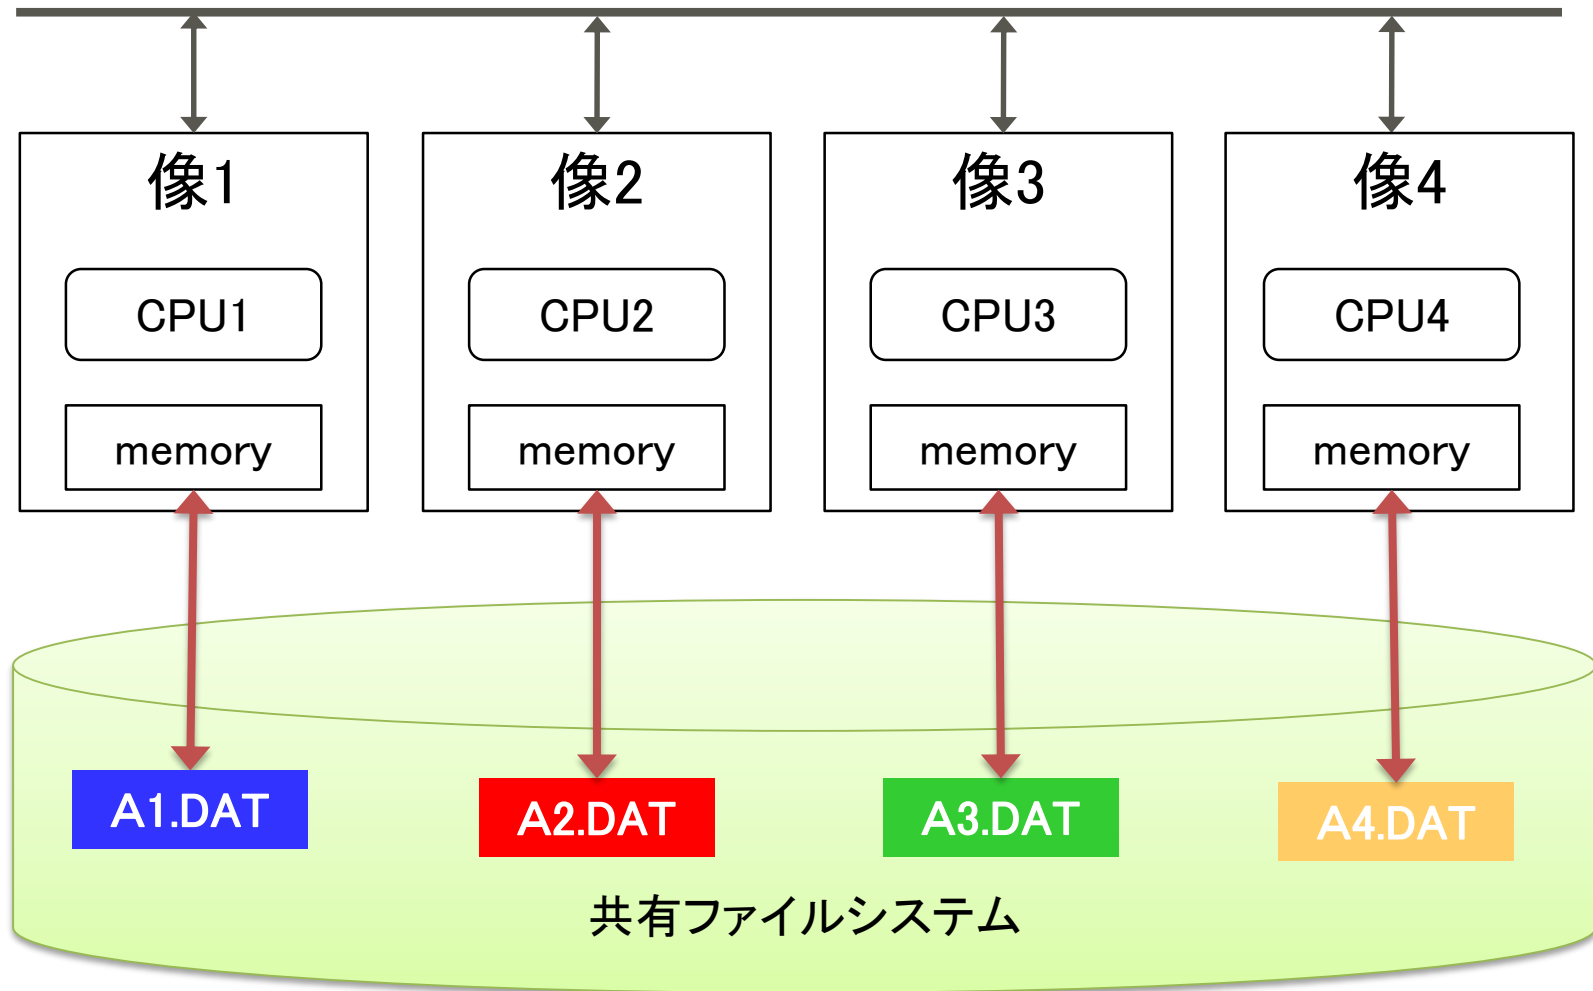 像1
像2
像3
像4
CPU1
CPU2
CPU3
CPU4
memory
memory
memory
memory
A1.DAT
A2.DAT
A3.DAT
A4.DAT
共有ファイルシステム